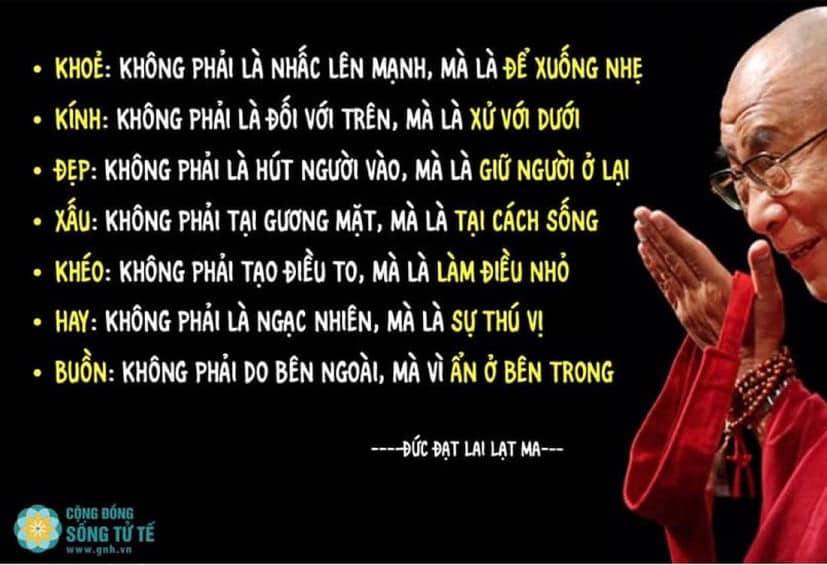 • KHOẺ: KHÔNG PHẢI LÀ NHẤC LÊN MẠNH, MÀ LÀ ĐỂ XUỐNG NHẸ
• KÍNH: KHÔNG PHẢI LÀ ĐỐI VỚI TRÊN, MÀ LÀ XỬ VỚI DƯỚI
• ĐẸP: KHÔNG PHẢI LÀ HÚT NGƯỜI VÀO, MÀ LÀ GIỮ NGƯỜI Ở LẠI
• XẤU: KHÔNG PHẢI TẠI GƯƠNG MẶT, MÀ LÀ TẠI CÁCH SỐNG
• KHÉO: KHÔNG PHẢI TẠO ĐIỀU TO, MÀ LÀ LÀM ĐIỀU NHỎ
• HAY: KHÔNG PHẢI LÀ NGẠC NHIÊN, MÀ LÀ SỰ THÚ VỊ
• BUỒN: KHÔNG PHẢI DO BÊN NGOÀI, MÀ VÌ ẨN Ở BÊN TRONG
----ĐỨC ĐẠT LAI LẠT MA---
CỘNG ĐỒNG
SỐNG TỬ TẾ
www.gnh.vn